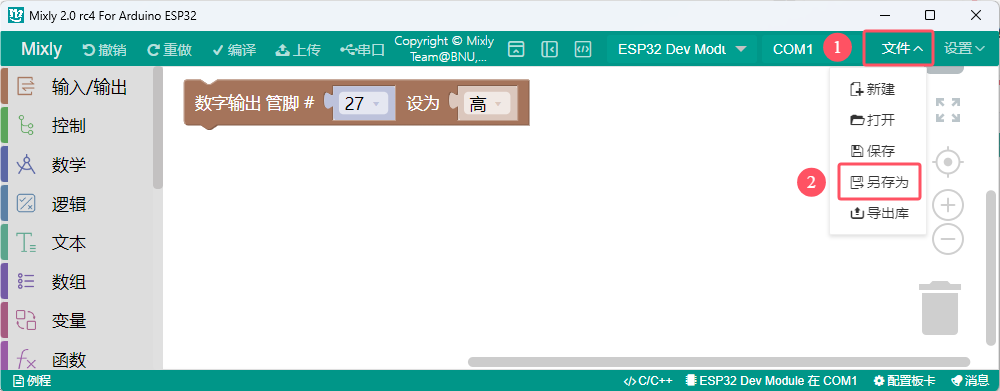 Mixly 2.0 rc4 For Arduino ESP32
Mixly 撤销 重做 编译 上传 串口 Copyright © Mixly Team@BNU,... ESP32 Dev Modu COM1 1 文件 设置
输入/输出
控制
数学
逻辑
文本
数组
变量
函数
数字输出 管脚 # 27 设为 高
新建
打开
保存
2 另存为
导出库
例程 C/C++ ESP32 Dev Module 在 COM1 配置板卡 消息